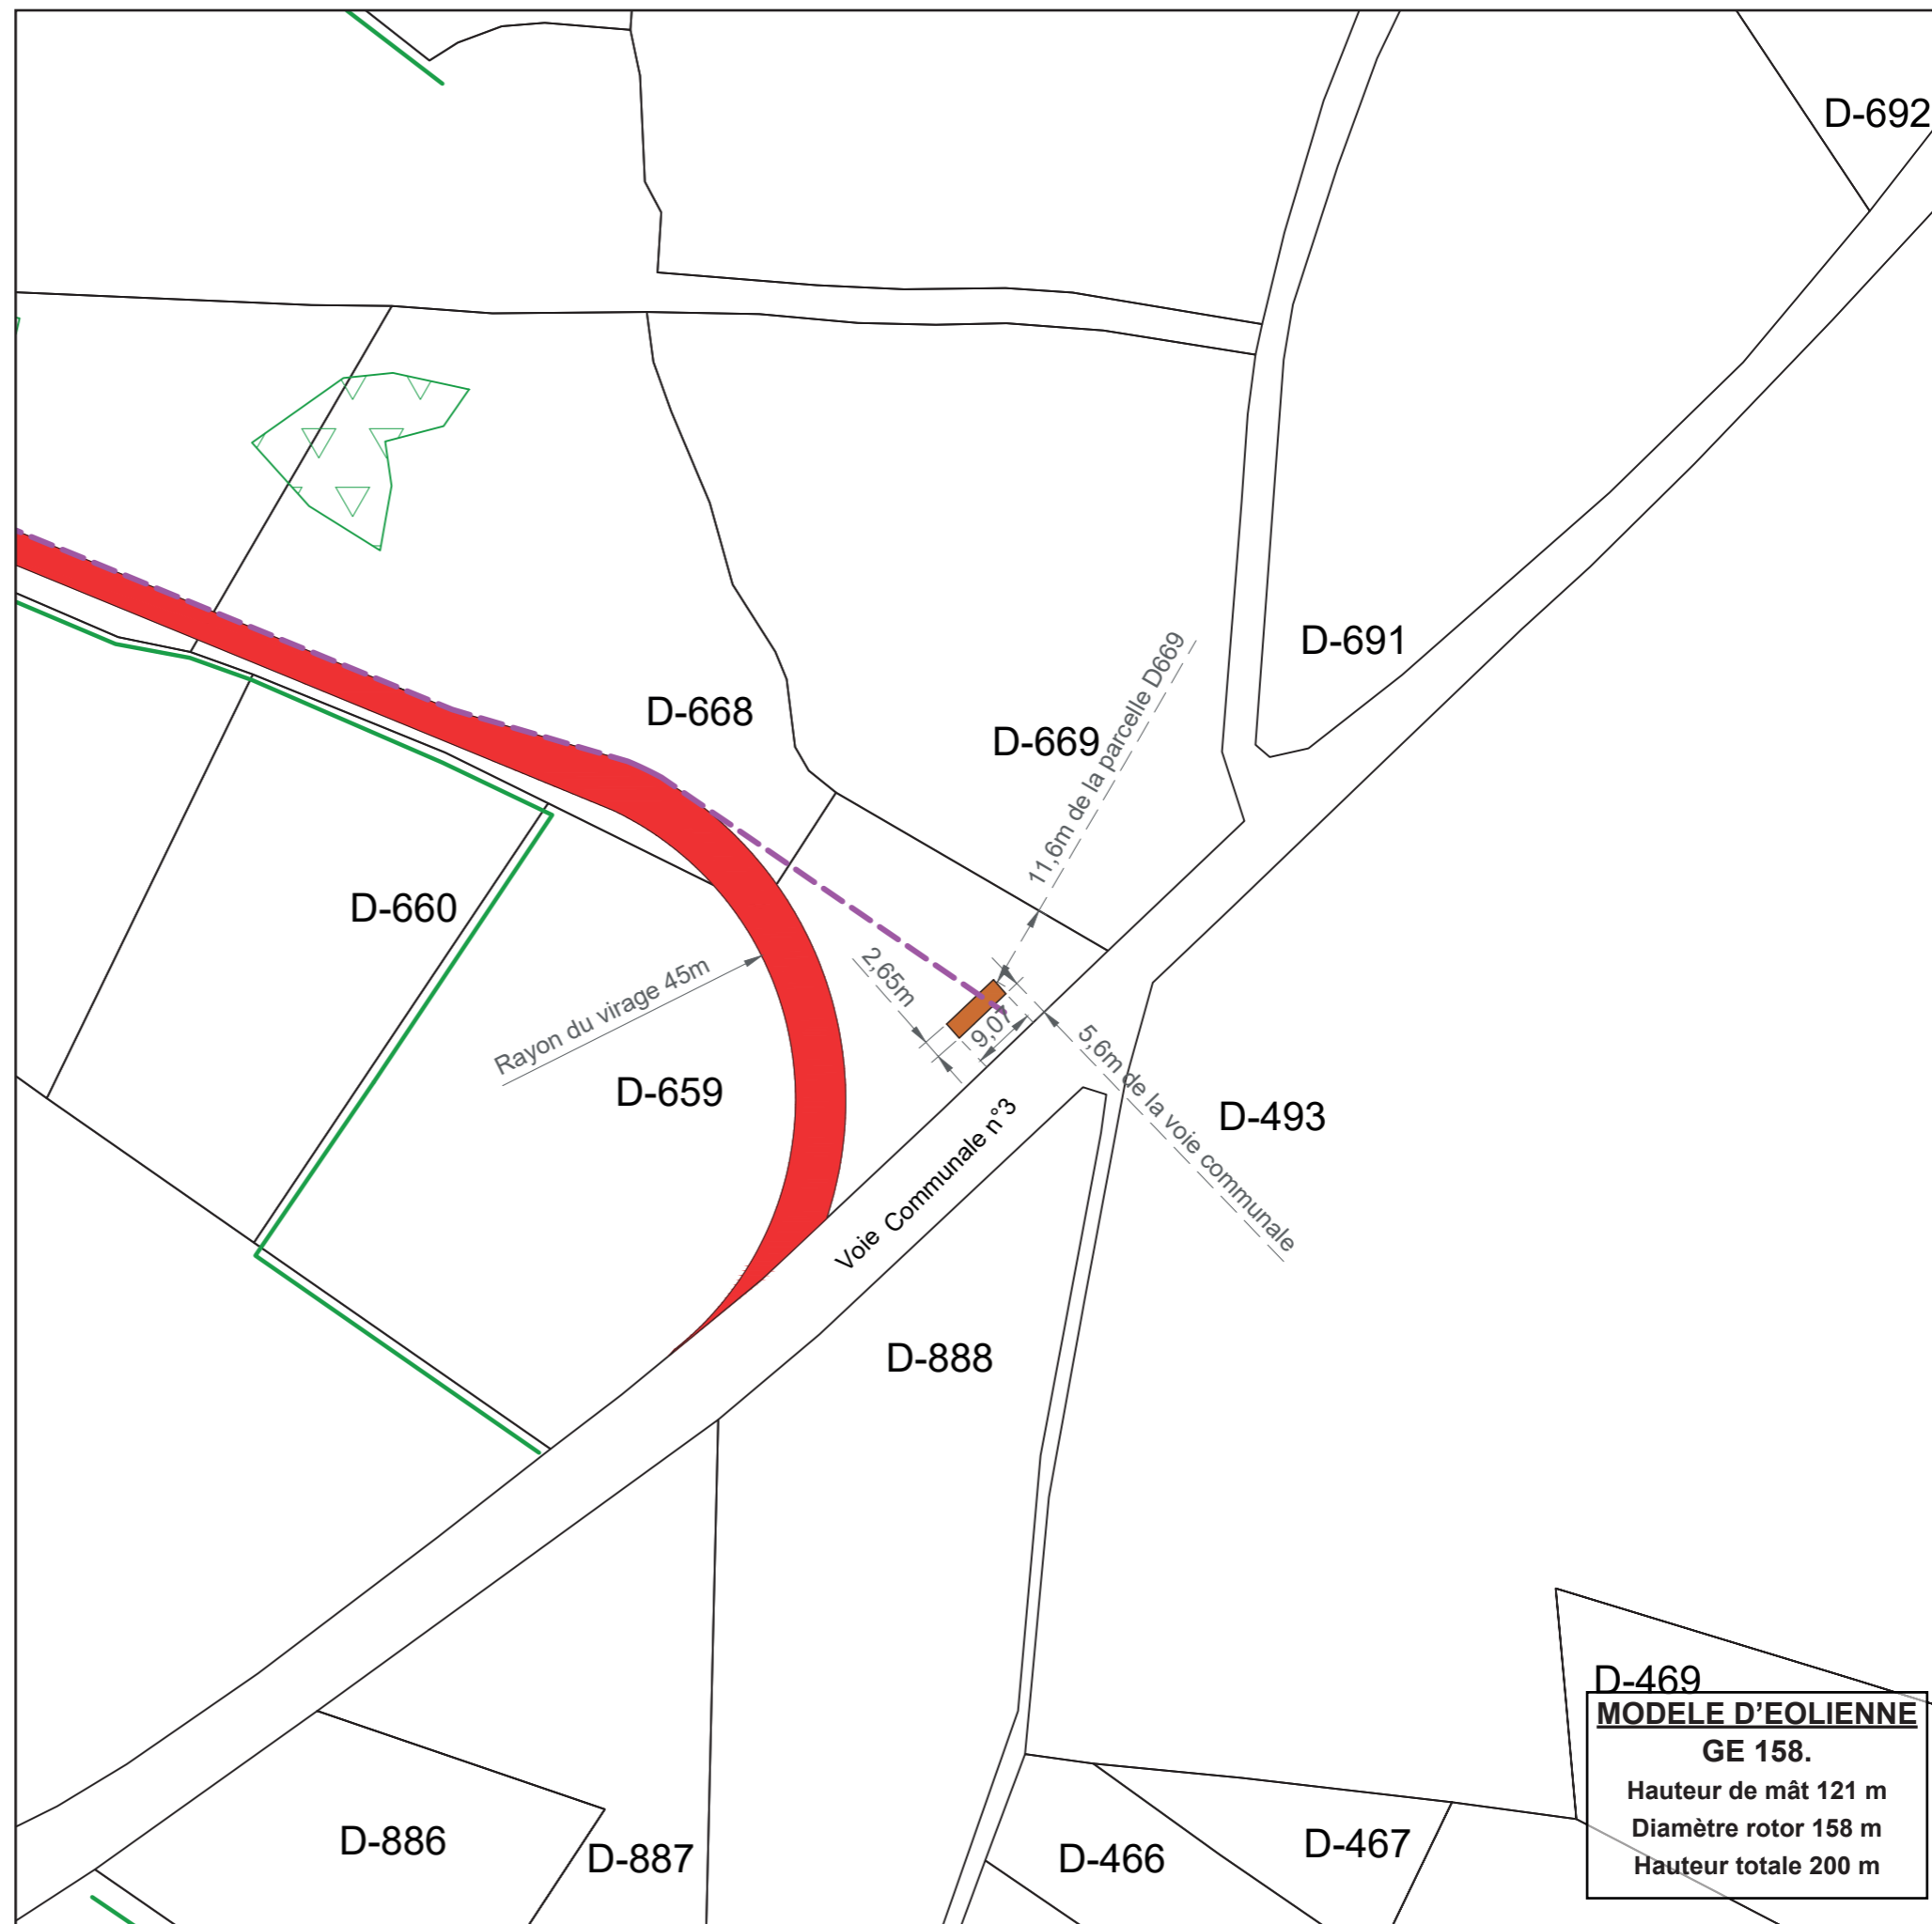 D-692
D-691
D-668
D-669
11,6m de la parcelle D669
D-660
2,65m
Rayon du virage 45m
9,07
5,6m de la voie communale
D-659
D-493
Voie Communale n°3
D-888
D-469
MODELE D'EOLIENNE
GE 158.
Hauteur de mât 121 m
Diamètre rotor 158 m
Hauteur totale 200 m
D-886
D-887
D-466
D-467